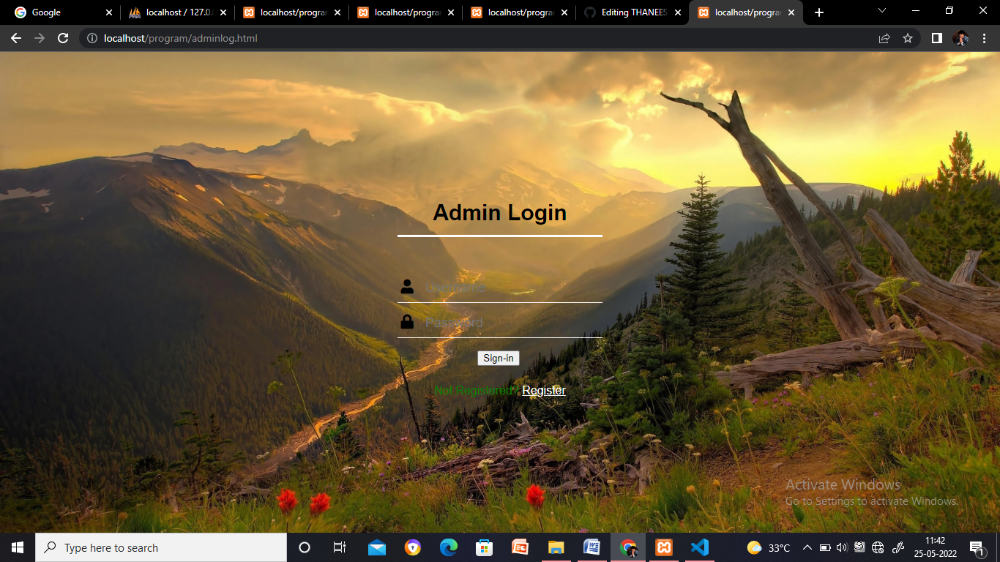 Google
localhost / 127.0.
localhost/progra
localhost/progra
localhost/progra
Editing THANEES
localhost/progra
localhost/program/adminlog.html
Admin Login
Username
Password
Sign-in
Not Registered? Register
Activate Windows
Go to Settings to activate Windows.
Type here to search
33°C
11:42
25-05-2022
1